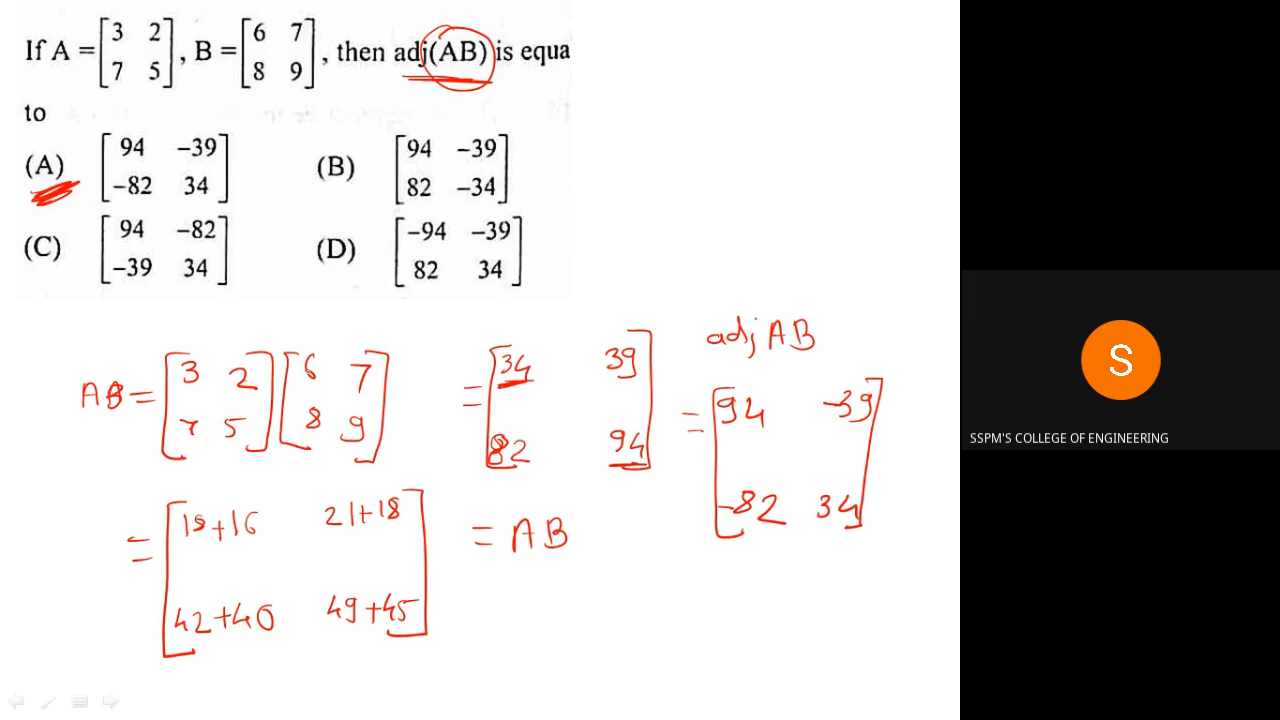 If A = [3 2 7 5], B = [6 7 8 9], then adj(AB) is equa
to
(A) [94 –39 –82 34] (B) [94 –39 82 –34]
(C) [94 –82 –39 34] (D) [–94 –39 82 34]
AB = [3 2 7 5] [6 7 8 9] = [34 39 82 94]
= [18+16 21+18 42+40 49+45] = AB
adj AB
= [94 -39 -82 34]
S
SSPM'S COLLEGE OF ENGINEERING